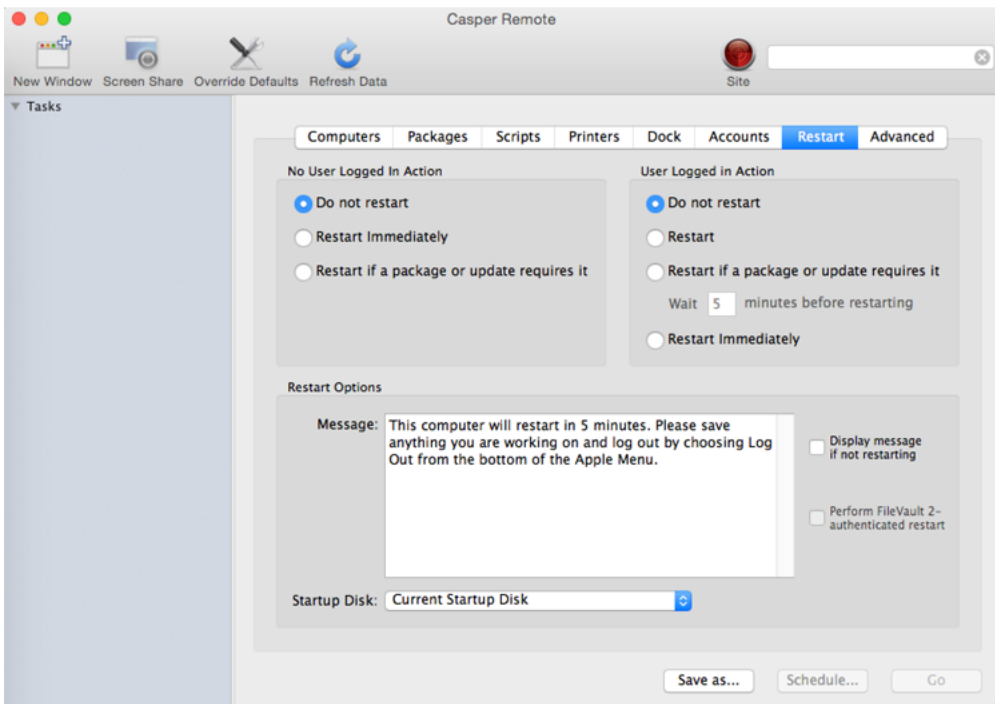 Casper Remote
New Window Screen Share Override Defaults Refresh Data Site
Tasks
Computers Packages Scripts Printers Dock Accounts Restart Advanced
No User Logged In Action
Do not restart
Restart Immediately
Restart if a package or update requires it
User Logged in Action
Do not restart
Restart
Restart if a package or update requires it
Wait 5 minutes before restarting
Restart Immediately
Restart Options
Message:
This computer will restart in 5 minutes. Please save
anything you are working on and log out by choosing Log
Out from the bottom of the Apple Menu.
Display message
if not restarting
Perform FileVault 2-
authenticated restart
Startup Disk: Current Startup Disk
Save as... Schedule... Go